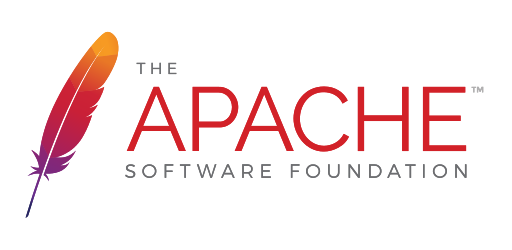 THE
APACHE™
SOFTWARE FOUNDATION